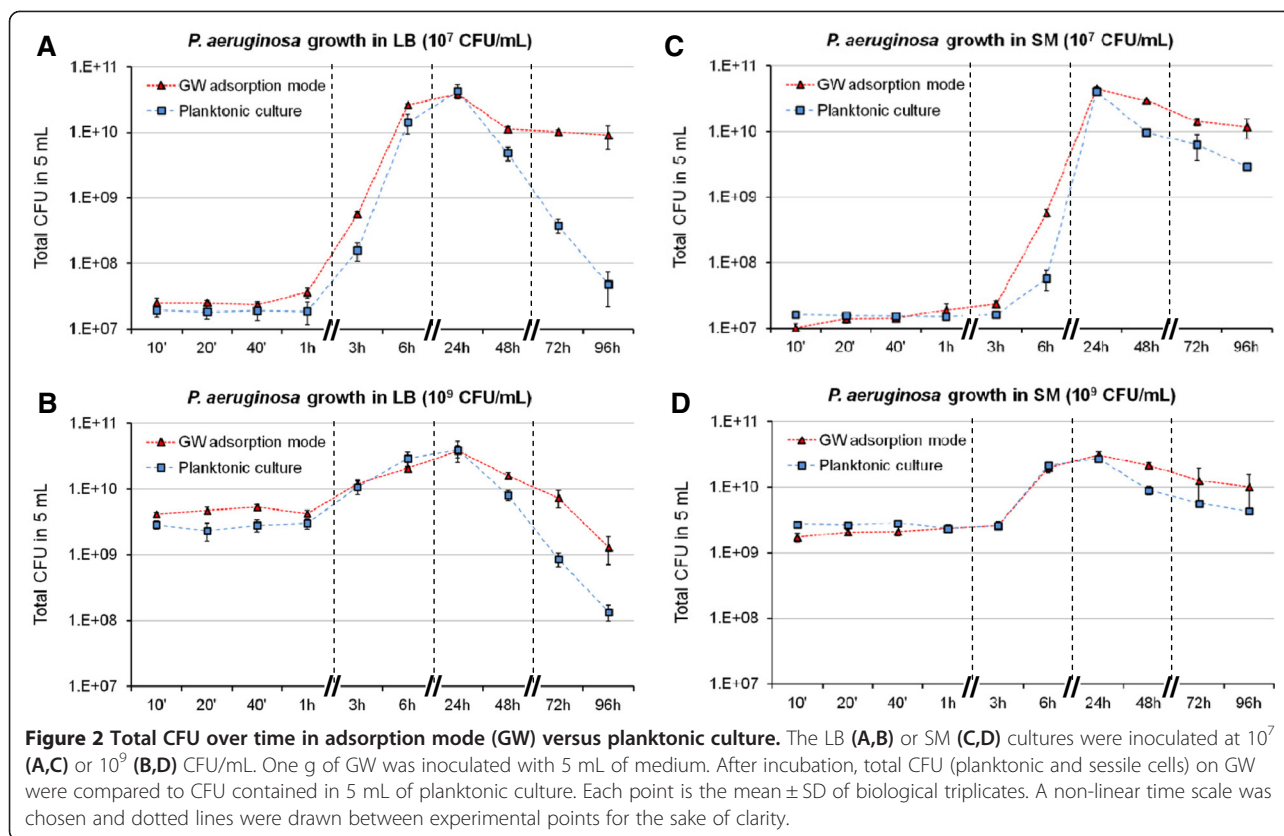 A
P. aeruginosa growth in LB (10⁷ CFU/mL)
1.E+11
1.E+10
1.E+09
1.E+08
1.E+07
Total CFU in 5 mL
GW adsorption mode
Planktonic culture
10' 20' 40' 1h 3h 6h 24h 48h 72h 96h
C
P. aeruginosa growth in SM (10⁷ CFU/mL)
1.E+11
1.E+10
1.E+09
1.E+08
1.E+07
Total CFU in 5 mL
GW adsorption mode
Planktonic culture
10' 20' 40' 1h 3h 6h 24h 48h 72h 96h
B
P. aeruginosa growth in LB (10⁹ CFU/mL)
1.E+11
1.E+10
1.E+09
1.E+08
1.E+07
Total CFU in 5 mL
GW adsorption mode
Planktonic culture
10' 20' 40' 1h 3h 6h 24h 48h 72h 96h
D
P. aeruginosa growth in SM (10⁹ CFU/mL)
1.E+11
1.E+10
1.E+09
1.E+08
1.E+07
Total CFU in 5 mL
GW adsorption mode
Planktonic culture
10' 20' 40' 1h 3h 6h 24h 48h 72h 96h
Figure 2 Total CFU over time in adsorption mode (GW) versus planktonic culture. The LB (A,B) or SM (C,D) cultures were inoculated at 10⁷
(A,C) or 10⁹ (B,D) CFU/mL. One g of GW was inoculated with 5 mL of medium. After incubation, total CFU (planktonic and sessile cells) on GW
were compared to CFU contained in 5 mL of planktonic culture. Each point is the mean ± SD of biological triplicates. A non-linear time scale was
chosen and dotted lines were drawn between experimental points for the sake of clarity.